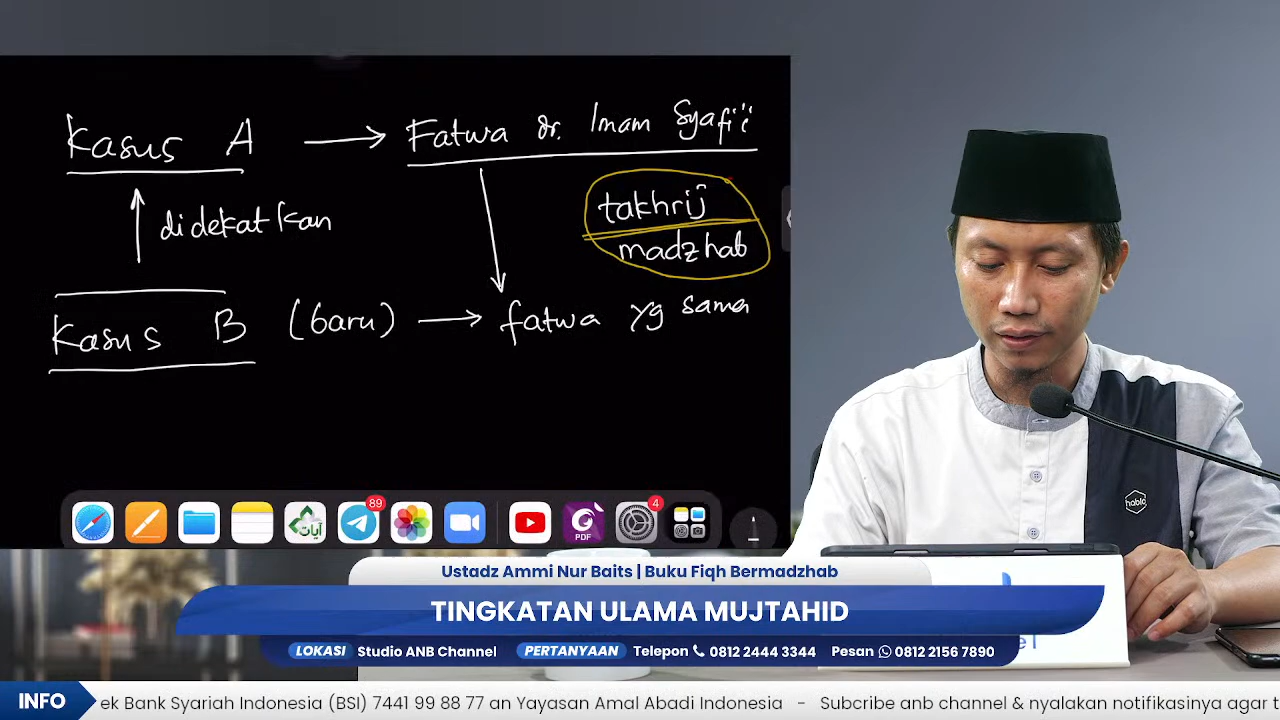 Kasus A → Fatwa dr. Imam Syafi'i
didekatkan
takhrij
madzhab
Kasus B (baru) → fatwa yg sama
آيات
89
4
PDF
hablo
Ustadz Ammi Nur Baits | Buku Fiqh Bermadzhab
TINGKATAN ULAMA MUJTAHID
LOKASI Studio ANB Channel PERTANYAAN Telepon 0812 2444 3344 Pesan 0812 2156 7890
INFO ek Bank Syariah Indonesia (BSI) 7441 99 88 77 an Yayasan Amal Abadi Indonesia - Subcribe anb channel & nyalakan notifikasinya agar t